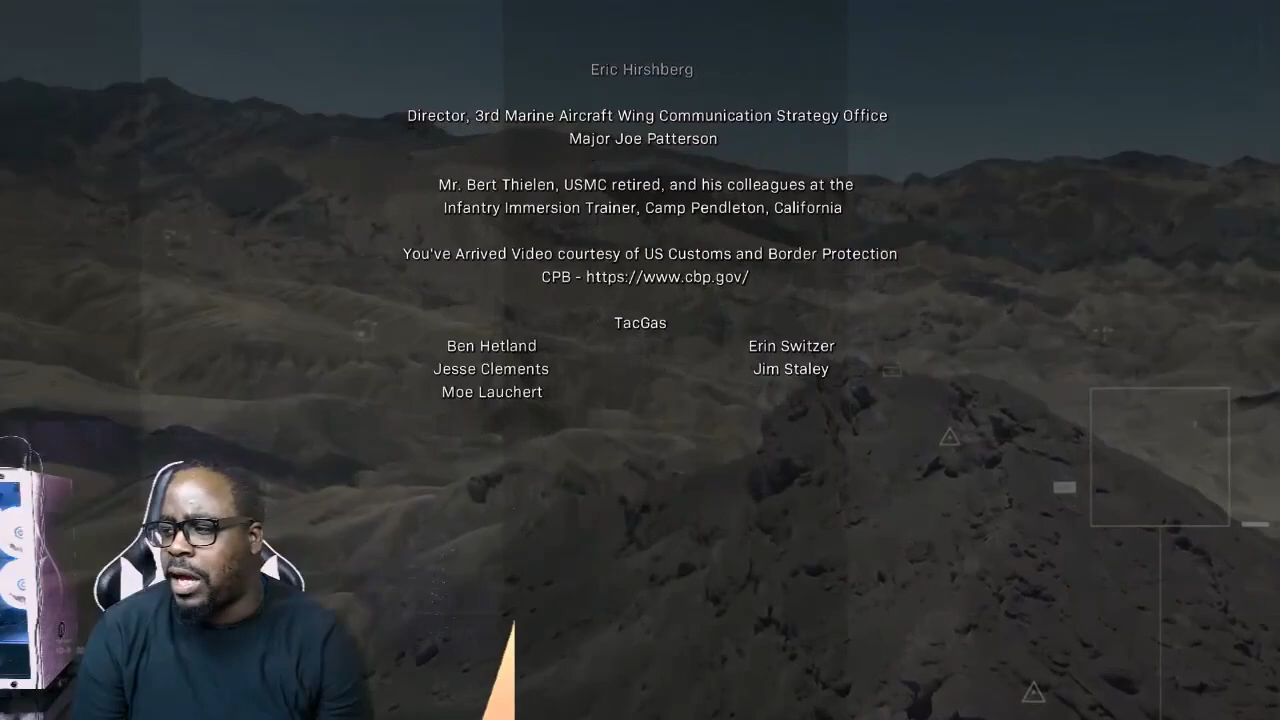 Eric Hirshberg
Director, 3rd Marine Aircraft Wing Communication Strategy Office
Major Joe Patterson
Mr. Bert Thielen, USMC retired, and his colleagues at the
Infantry Immersion Trainer, Camp Pendleton, California
You've Arrived Video courtesy of US Customs and Border Protection
CPB - https://www.cbp.gov/
TacGas
Ben Hetland Erin Switzer
Jesse Clements Jim Staley
Moe Lauchert